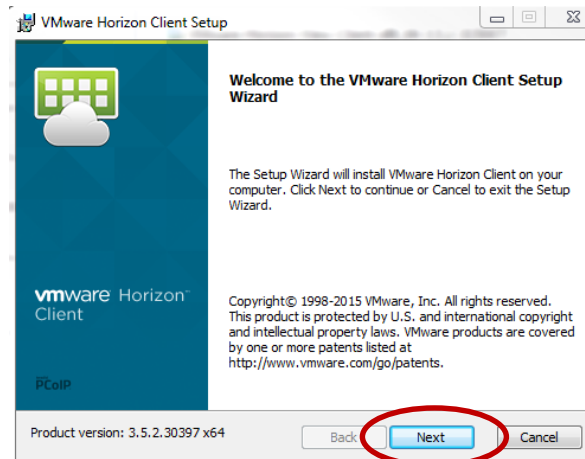 VMware Horizon Client Setup
Welcome to the VMware Horizon Client Setup
Wizard
The Setup Wizard will install VMware Horizon Client on your
computer. Click Next to continue or Cancel to exit the Setup
Wizard.
vmware Horizon™
Client
Copyright© 1998-2015 VMware, Inc. All rights reserved.
This product is protected by U.S. and international copyright
and intellectual property laws. VMware products are covered
by one or more patents listed at
http://www.vmware.com/go/patents.
PCoIP
Product version: 3.5.2.30397 x64
Back Next Cancel